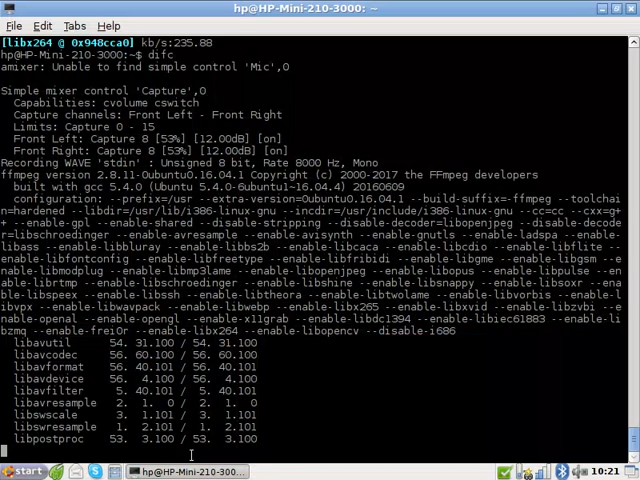 hp@HP-Mini-210-3000: ~
File Edit Tabs Help
[libx264 @ 0x948cca0] kb/s:235.88
hp@HP-Mini-210-3000:~$ difc
amixer: Unable to find simple control 'Mic',0
Simple mixer control 'Capture',0
Capabilities: cvolume cswitch
Capture channels: Front Left - Front Right
Limits: Capture 0 - 15
Front Left: Capture 8 [53%] [12.00dB] [on]
Front Right: Capture 8 [53%] [12.00dB] [on]
Recording WAVE 'stdin' : Unsigned 8 bit, Rate 8000 Hz, Mono
ffmpeg version 2.8.11-0ubuntu0.16.04.1 Copyright (c) 2000-2017 the FFmpeg developers
built with gcc 5.4.0 (Ubuntu 5.4.0-6ubuntu1~16.04.4) 20160609
configuration: --prefix=/usr --extra-version=0ubuntu0.16.04.1 --build-suffix=-ffmpeg --toolchai
n=hardened --libdir=/usr/lib/i386-linux-gnu --incdir=/usr/include/i386-linux-gnu --cc=cc --cxx=g+
+ --enable-gpl --enable-shared --disable-stripping --disable-decoder=libopenjpeg --disable-decode
r=libschroedinger --enable-avresample --enable-avisynth --enable-gnutls --enable-ladspa --enable-
libass --enable-libbluray --enable-libbs2b --enable-libcaca --enable-libcdio --enable-libflite --
enable-libfontconfig --enable-libfreetype --enable-libfribidi --enable-libgme --enable-libgsm --e
nable-libmodplug --enable-libmp3lame --enable-libopenjpeg --enable-libopus --enable-libpulse --en
able-librtmp --enable-libschroedinger --enable-libshine --enable-libsnappy --enable-libsoxr --ena
ble-libspeex --enable-libssh --enable-libtheora --enable-libtwolame --enable-libvorbis --enable-l
ibvpx --enable-libwavpack --enable-libwebp --enable-libx265 --enable-libxvid --enable-libzvbi --e
nable-openal --enable-opengl --enable-x11grab --enable-libdc1394 --enable-libiec61883 --enable-li
bzmq --enable-frei0r --enable-libx264 --enable-libopencv --disable-i686
libavutil 54. 31.100 / 54. 31.100
libavcodec 56. 60.100 / 56. 60.100
libavformat 56. 40.101 / 56. 40.101
libavdevice 56. 4.100 / 56. 4.100
libavfilter 5. 40.101 / 5. 40.101
libavresample 2. 1. 0 / 2. 1. 0
libswscale 3. 1.101 / 3. 1.101
libswresample 1. 2.101 / 1. 2.101
libpostproc 53. 3.100 / 53. 3.100
start
hp@HP-Mini-210-300...
10:21